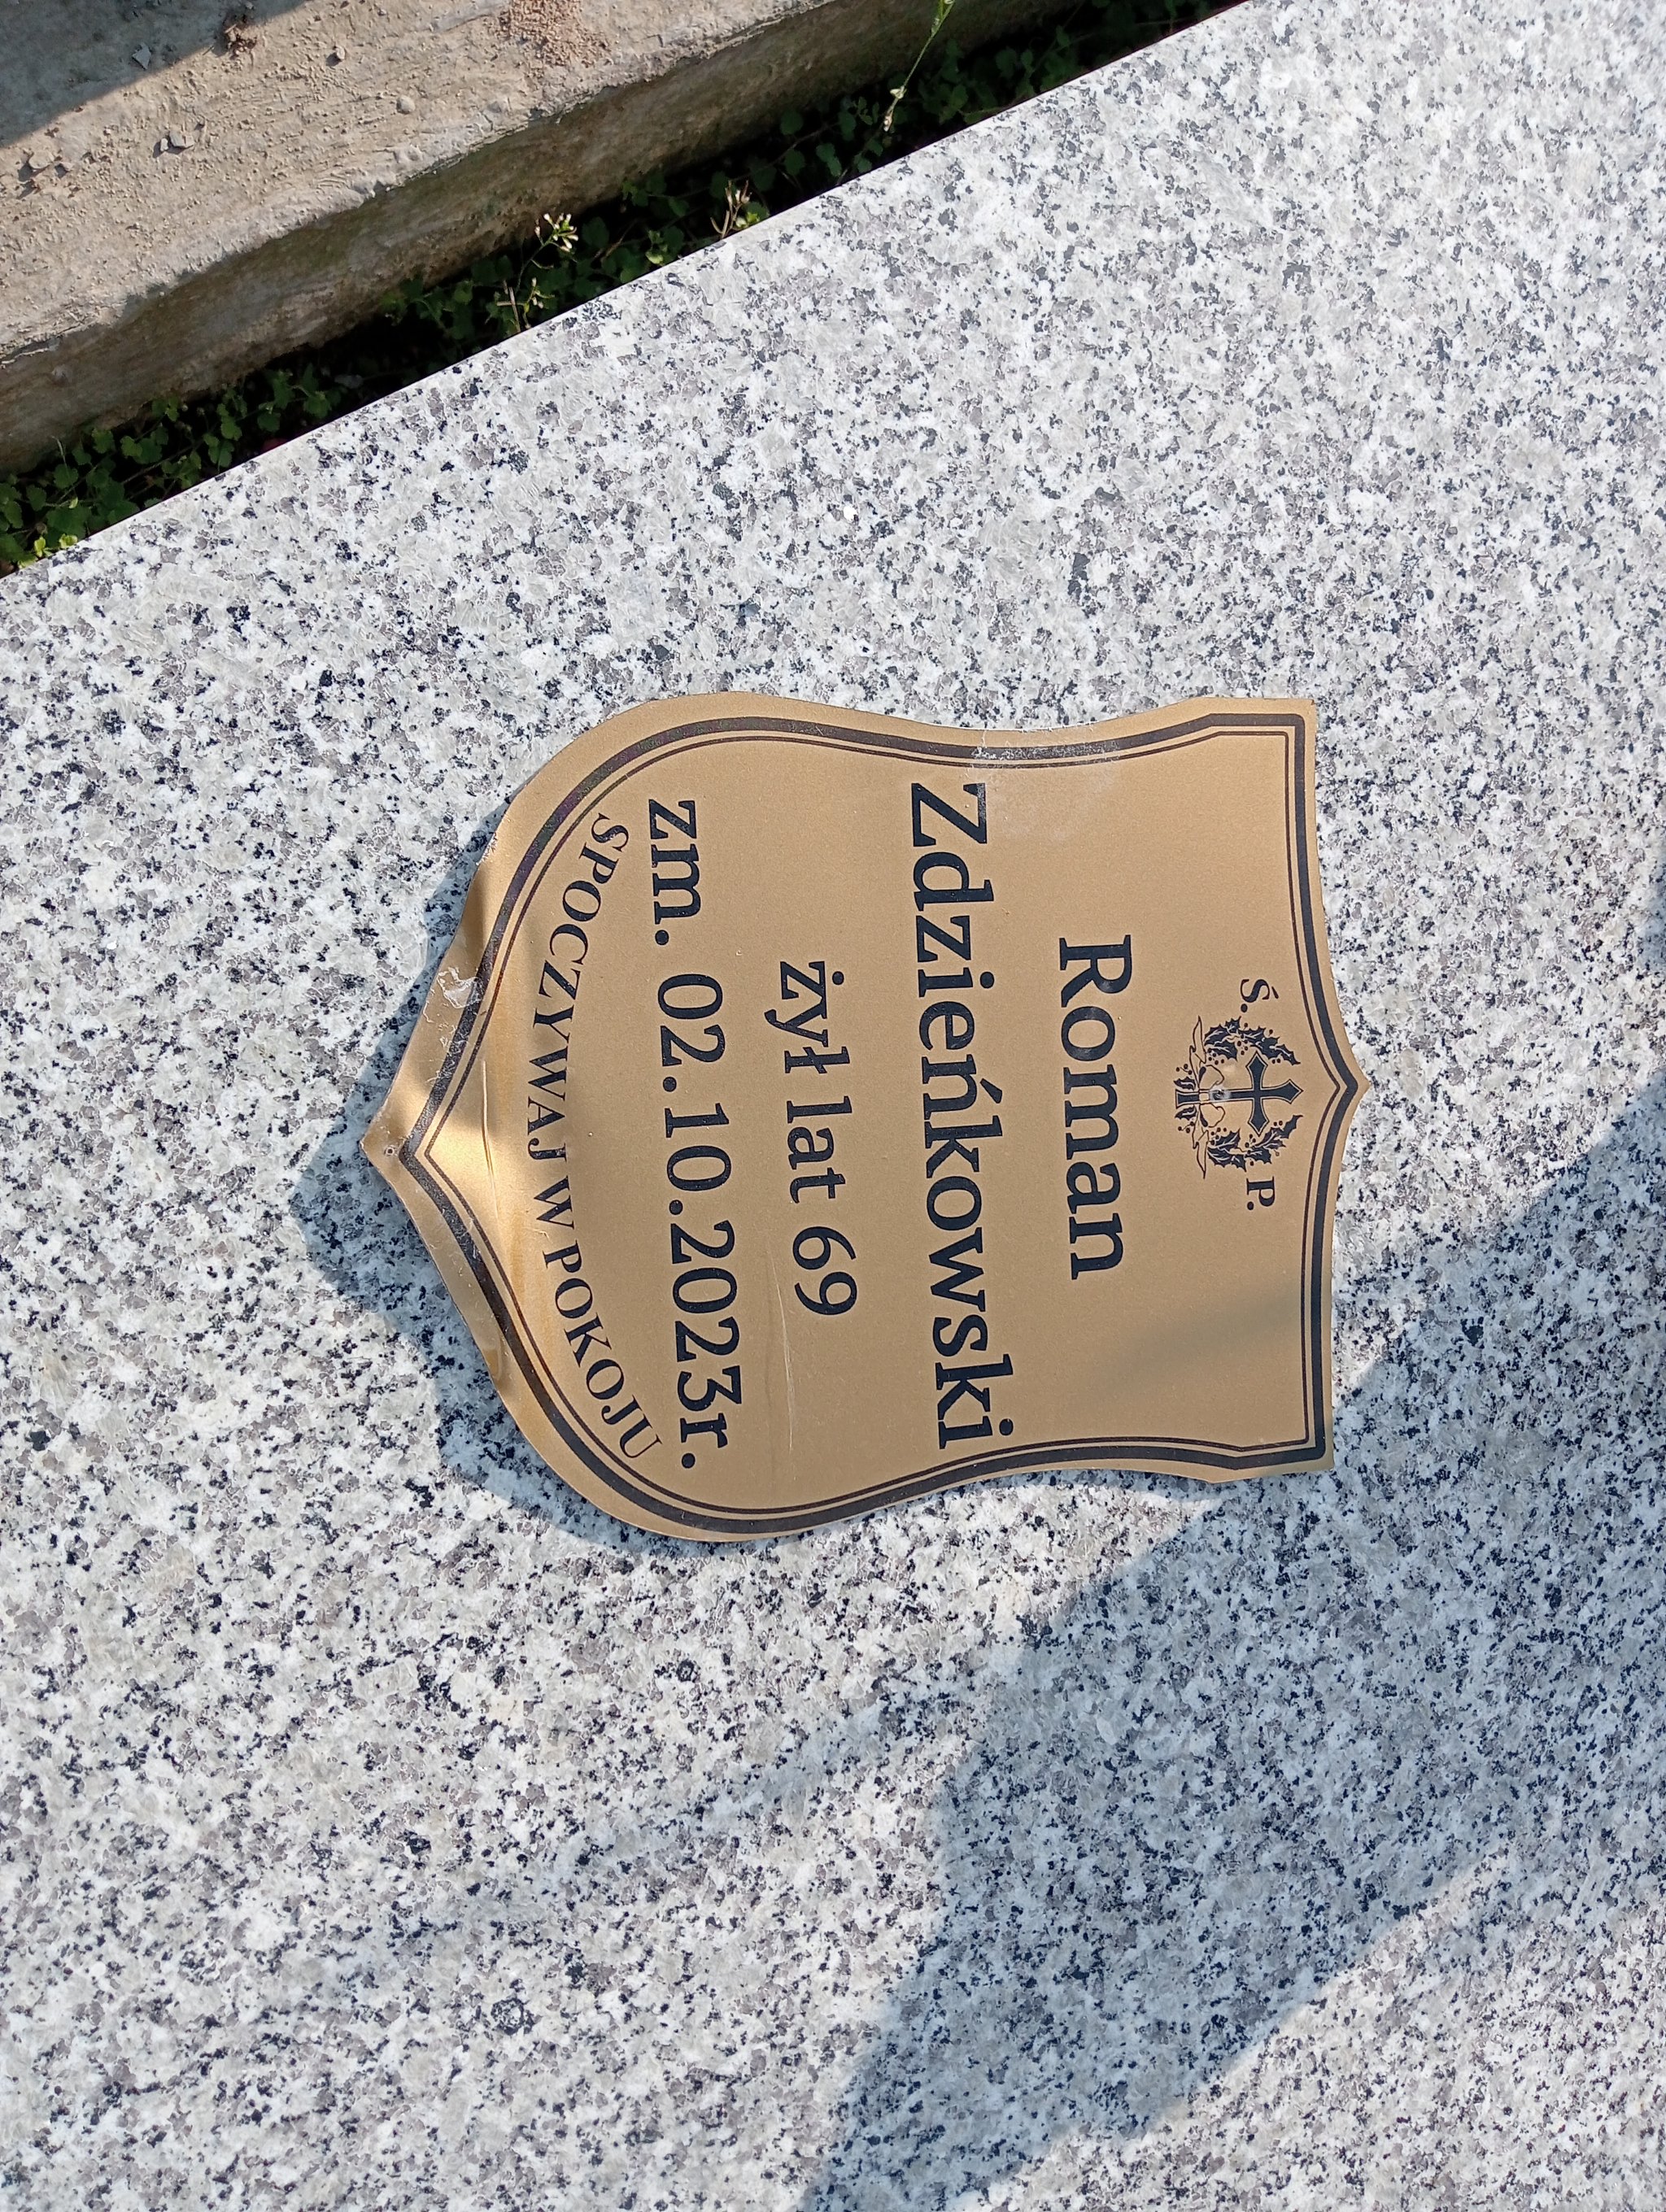 Ś. P.
Roman
Zdzieńkowski
żył lat 69
zm. 02.10.2023r.
SPOCZYWAJ W POKOJU